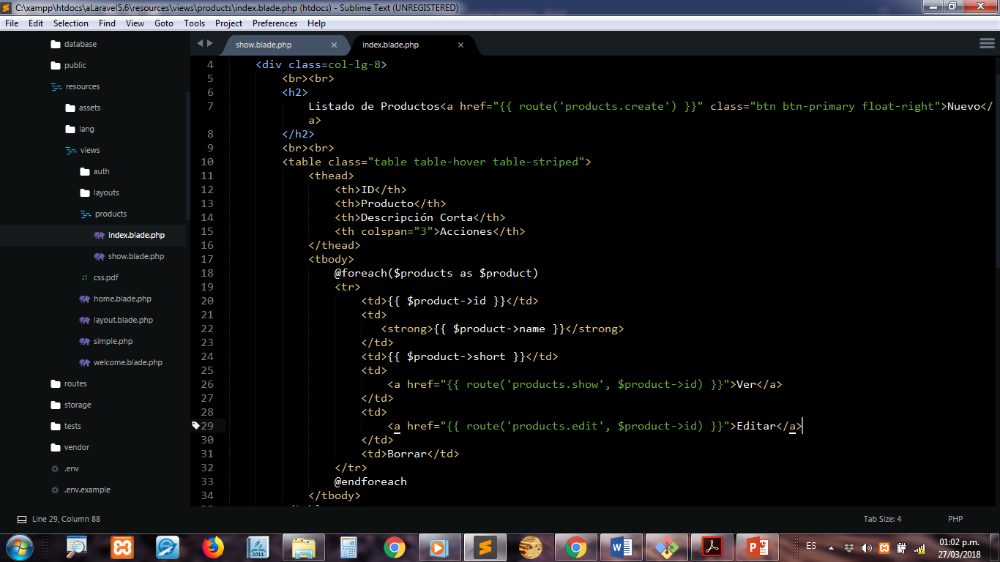 C:\xampp\htdocs\aLaravel5.6\resources\views\products\index.blade.php (htdocs) - Sublime Text (UNREGISTERED)
File Edit Selection Find View Goto Tools Project Preferences Help
database
public
resources
assets
lang
views
auth
layouts
products
index.blade.php
show.blade.php
css.pdf
home.blade.php
layout.blade.php
simple.php
welcome.blade.php
routes
storage
tests
vendor
.env
.env.example
show.blade.php index.blade.php
4 <div class=col-lg-8>
5 <br><br>
6 <h2>
7 Listado de Productos<a href="{{ route('products.create') }}" class="btn btn-primary float-right">Nuevo</
a>
8 </h2>
9 <br><br>
10 <table class="table table-hover table-striped">
11 <thead>
12 <th>ID</th>
13 <th>Producto</th>
14 <th>Descripción Corta</th>
15 <th colspan="3">Acciones</th>
16 </thead>
17 <tbody>
18 @foreach($products as $product)
19 <tr>
20 <td>{{ $product->id }}</td>
21 <td>
22 <strong>{{ $product->name }}</strong>
23 </td>
24 <td>{{ $product->short }}</td>
25 <td>
26 <a href="{{ route('products.show', $product->id) }}">Ver</a>
27 </td>
28 <td>
29 <a href="{{ route('products.edit', $product->id) }}">Editar</a>
30 </td>
31 <td>Borrar</td>
32 </tr>
33 @endforeach
34 </tbody>
Line 29, Column 88 Tab Size: 4 PHP
2011
ES
01:02 p.m.
27/03/2018